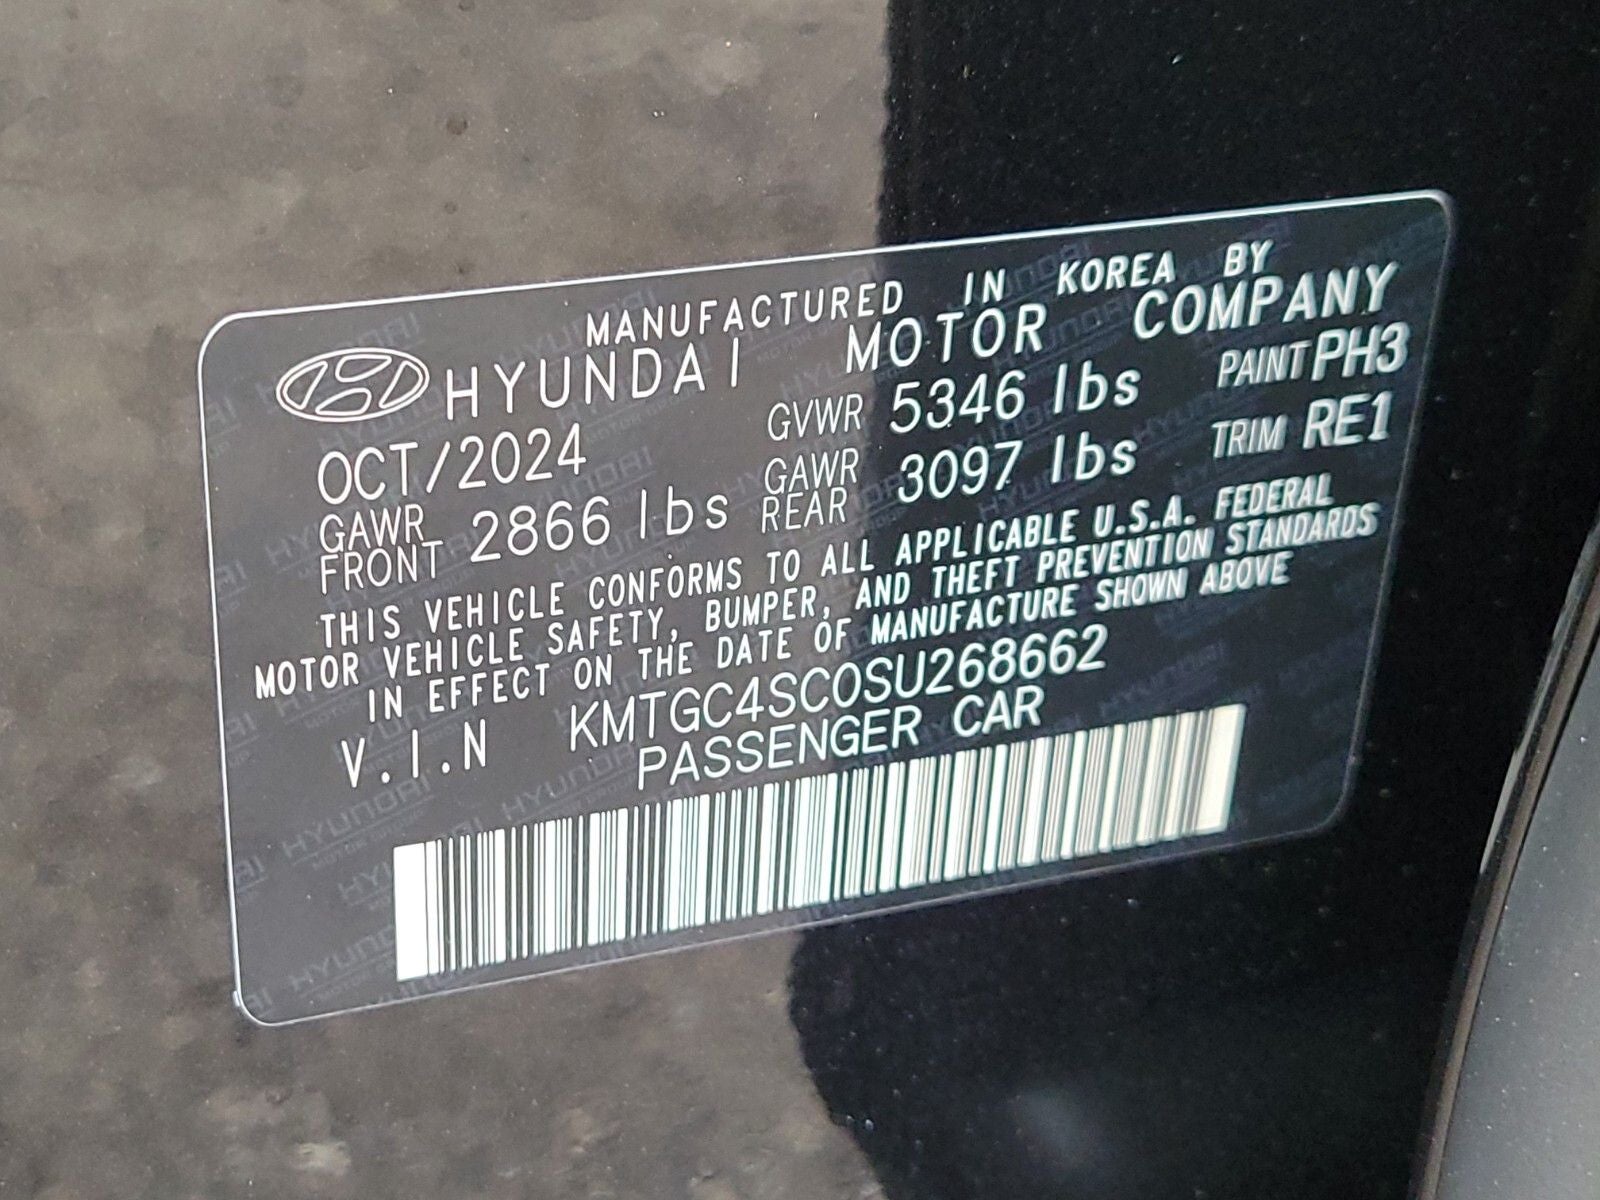 MANUFACTURED IN KOREA BY
HYUNDAI MOTOR COMPANY
OCT/2024 GVWR 5346 lbs PAINT PH3
GAWR FRONT 2866 lbs GAWR REAR 3097 lbs TRIM RE1
THIS VEHICLE CONFORMS TO ALL APPLICABLE U.S.A. FEDERAL
MOTOR VEHICLE SAFETY, BUMPER, AND THEFT PREVENTION STANDARDS
IN EFFECT ON THE DATE OF MANUFACTURE SHOWN ABOVE
V.I.N KMTGC4SC0SU268662
PASSENGER CAR